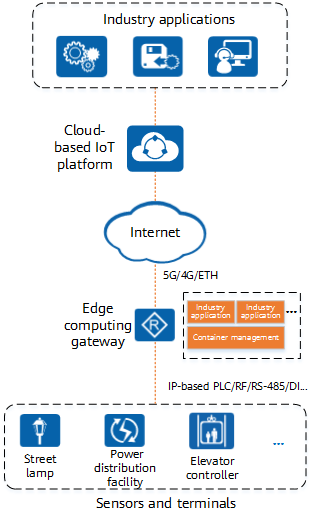 Industry applications
Cloud-
based IoT
platform
Internet
5G/4G/ETH
Edge
computing
gateway
R
Industry
application
Industry
application
...
Container management
IP-based PLC/RF/RS-485/DI...
Street
lamp
Power
distribution
facility
Elevator
controller
...
Sensors and terminals